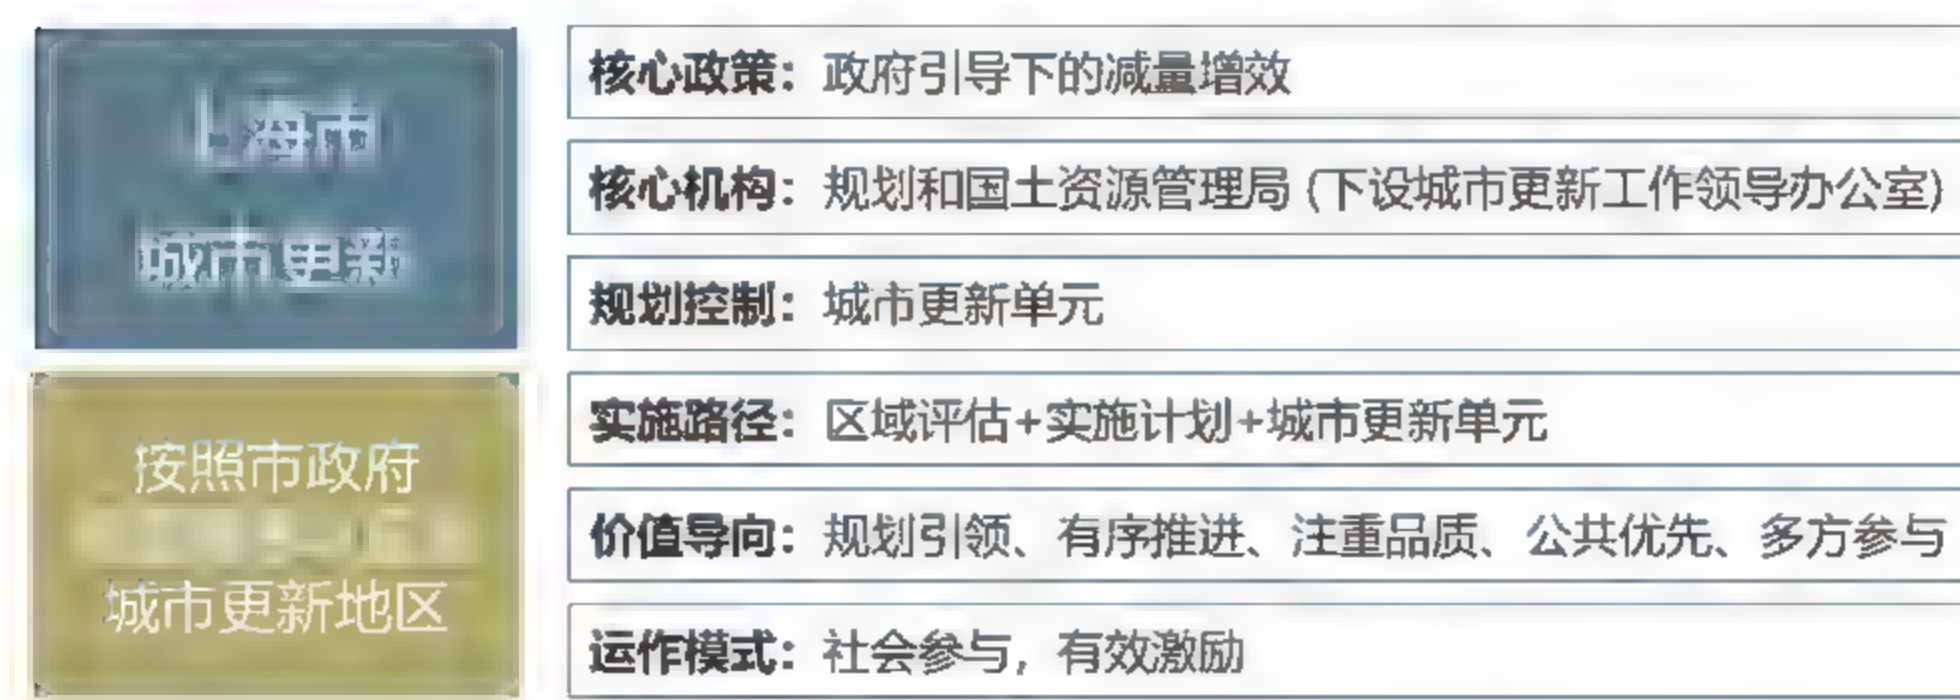 上海市
城市更新
按照市政府
城市更新地区
核心政策：政府引导下的减量增效
核心机构：规划和国土资源管理局 (下设城市更新工作领导办公室)
规划控制：城市更新单元
实施路径：区域评估+实施计划+城市更新单元
价值导向：规划引领、有序推进、注重品质、公共优先、多方参与
运作模式：社会参与，有效激励